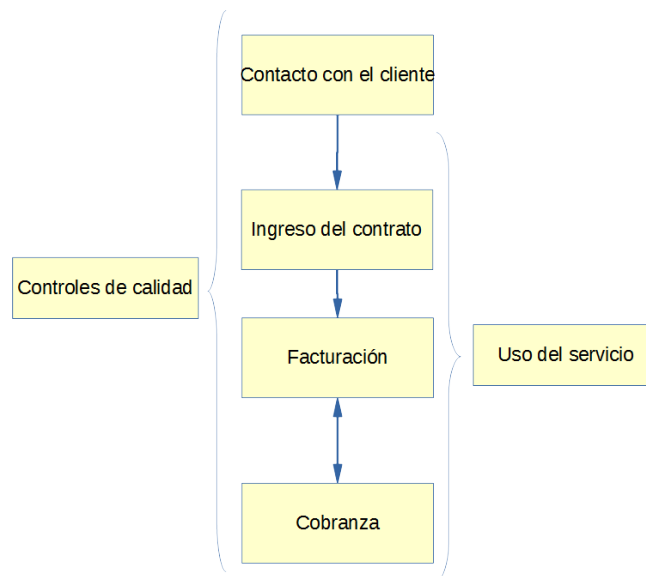 Contacto con el cliente
Ingreso del contrato
Controles de calidad
Facturación
Uso del servicio
Cobranza